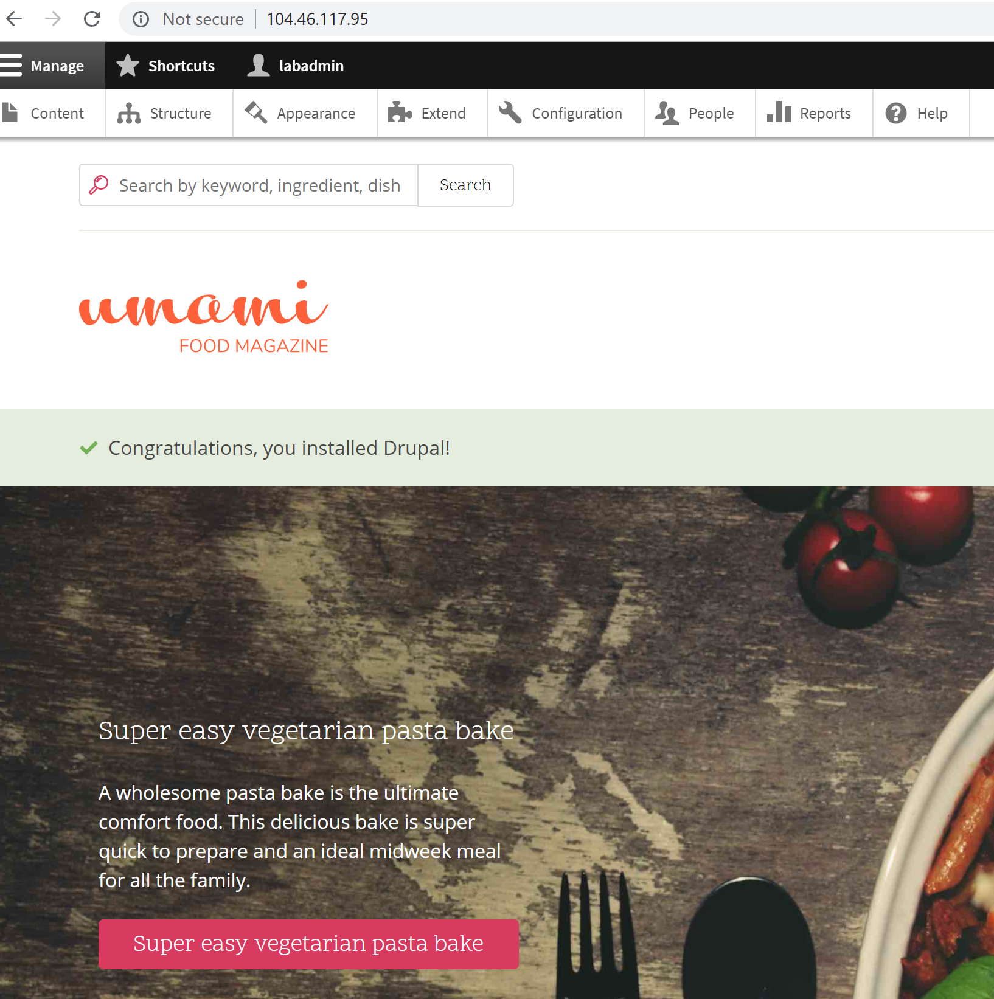 Not secure | 104.46.117.95
Manage Shortcuts labadmin
Content Structure Appearance Extend Configuration People Reports Help
Search by keyword, ingredient, dish Search
umami
FOOD MAGAZINE
Congratulations, you installed Drupal!
Super easy vegetarian pasta bake
A wholesome pasta bake is the ultimate
comfort food. This delicious bake is super
quick to prepare and an ideal midweek meal
for all the family.
Super easy vegetarian pasta bake